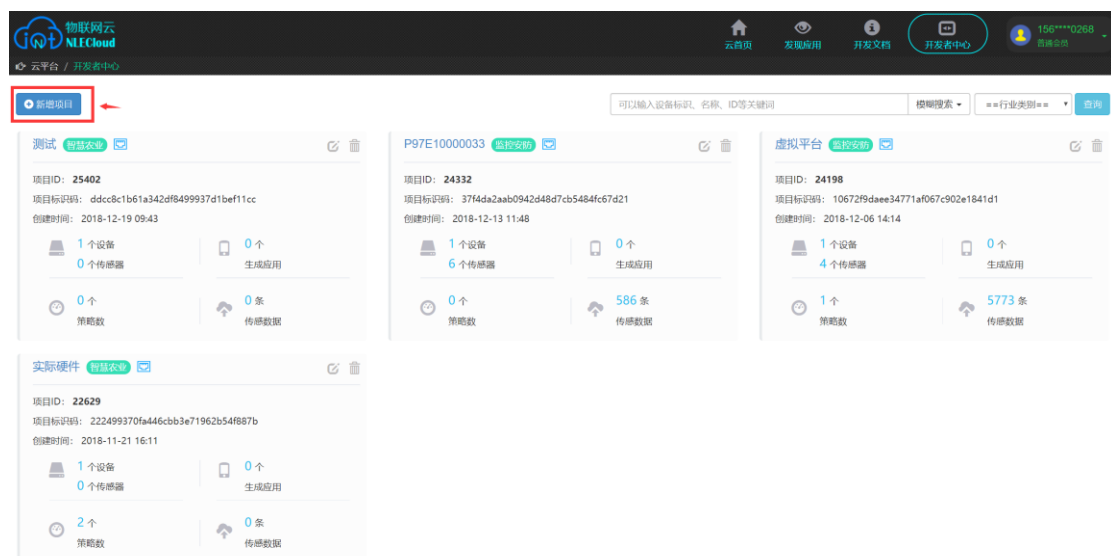 物联网云
NLECloud
云首页 发现应用 开发文档 开发者中心
156****0268
普通会员
云平台 / 开发者中心
新增项目
可以输入设备标识、名称、ID等关键词 模糊搜索 ==行业类别== 查询
测试 智慧农业
项目ID: 25402
项目标识码: ddcc8c1b61a342df8499937d1bef11cc
创建时间: 2018-12-19 09:43
1 个设备
0 个传感器
0 个
生成应用
0 个
策略数
0 条
传感数据
P97E10000033 监控安防
项目ID: 24332
项目标识码: 37f4da2aab0942d48d7cb5484fc67d21
创建时间: 2018-12-13 11:48
1 个设备
6 个传感器
0 个
生成应用
0 个
策略数
586 条
传感数据
虚拟平台 监控安防
项目ID: 24198
项目标识码: 10672f9daee34771af067c902e1841d1
创建时间: 2018-12-06 14:14
1 个设备
4 个传感器
0 个
生成应用
1 个
策略数
5773 条
传感数据
实际硬件 智慧农业
项目ID: 22629
项目标识码: 222499370fa446cbb3e71962b54f887b
创建时间: 2018-11-21 16:11
1 个设备
0 个传感器
0 个
生成应用
2 个
策略数
0 条
传感数据